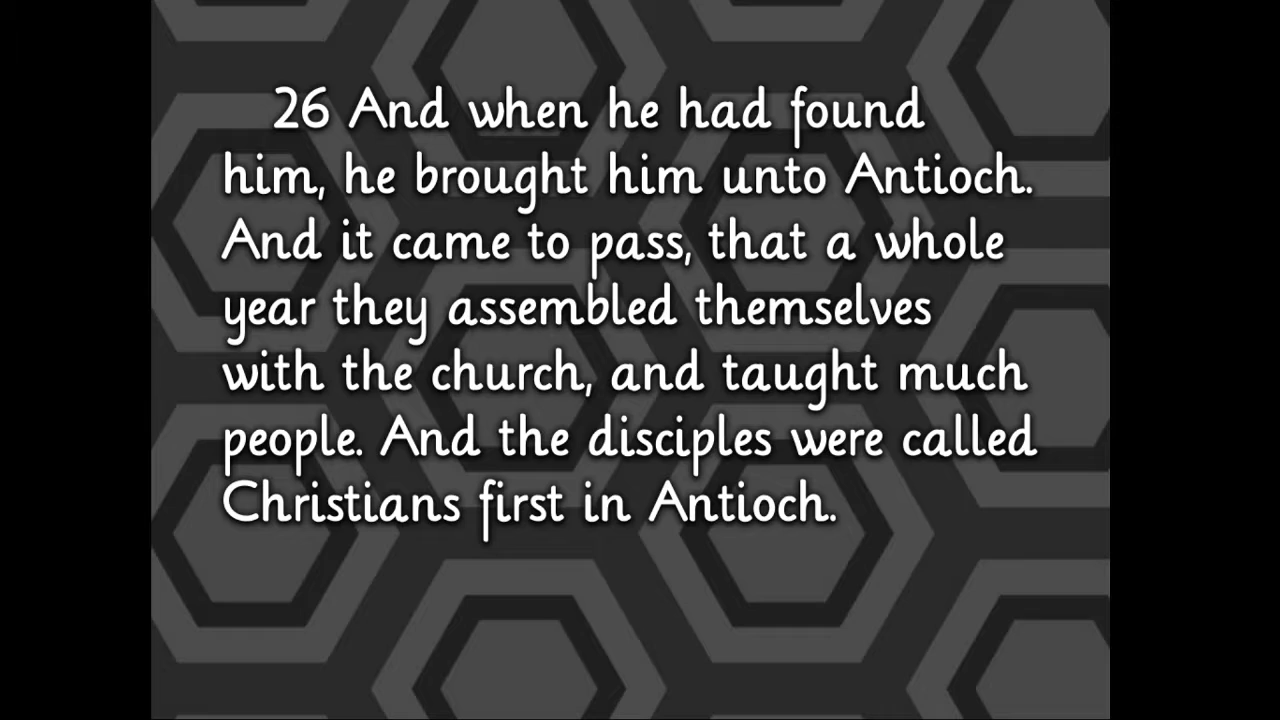 26 And when he had found
him, he brought him unto Antioch.
And it came to pass, that a whole
year they assembled themselves
with the church, and taught much
people. And the disciples were called
Christians first in Antioch.